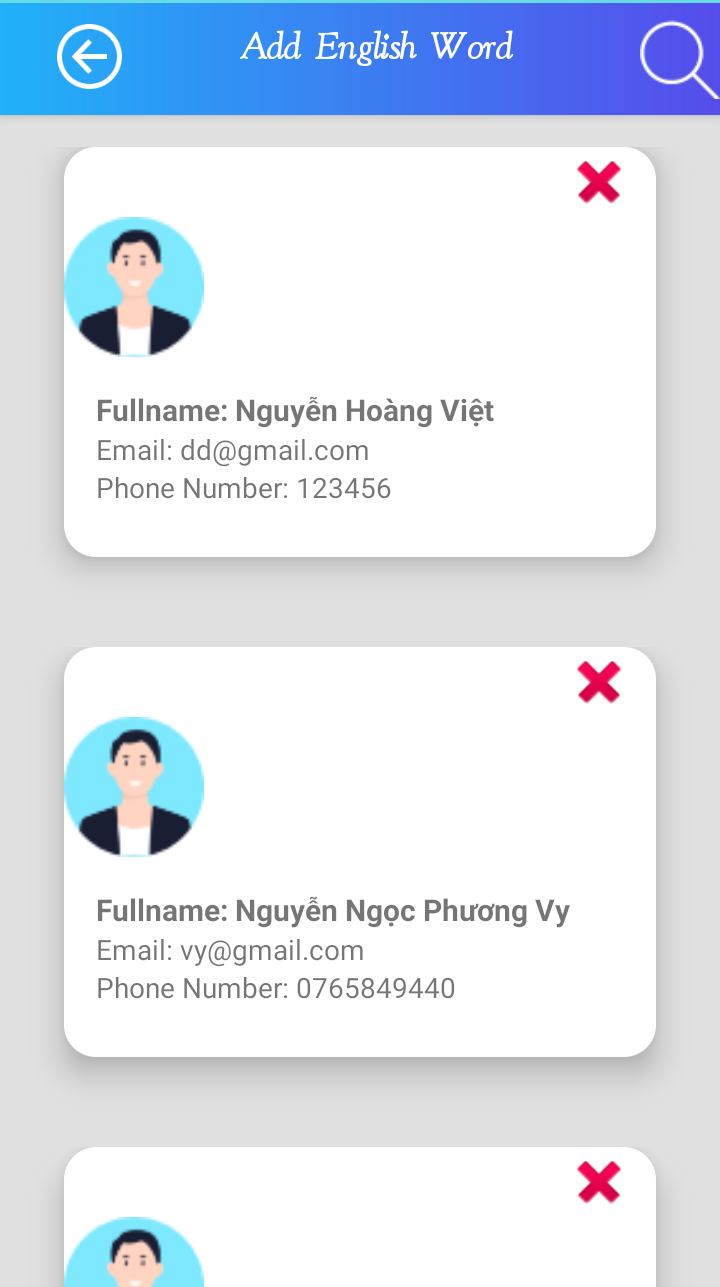 Add English Word
Fullname: Nguyễn Hoàng Việt
Email: dd@gmail.com
Phone Number: 123456
Fullname: Nguyễn Ngọc Phương Vy
Email: vy@gmail.com
Phone Number: 0765849440